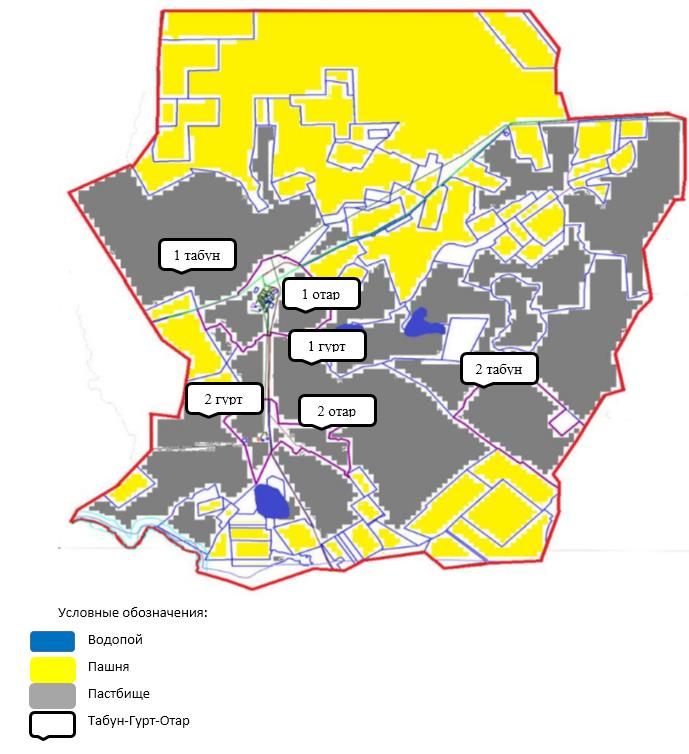 1 табун
1 отар
1 гурт
2 табун
2 гурт
2 отар
Условные обозначения:
Водопой
Пашня
Пастбище
Табун-Гурт-Отар